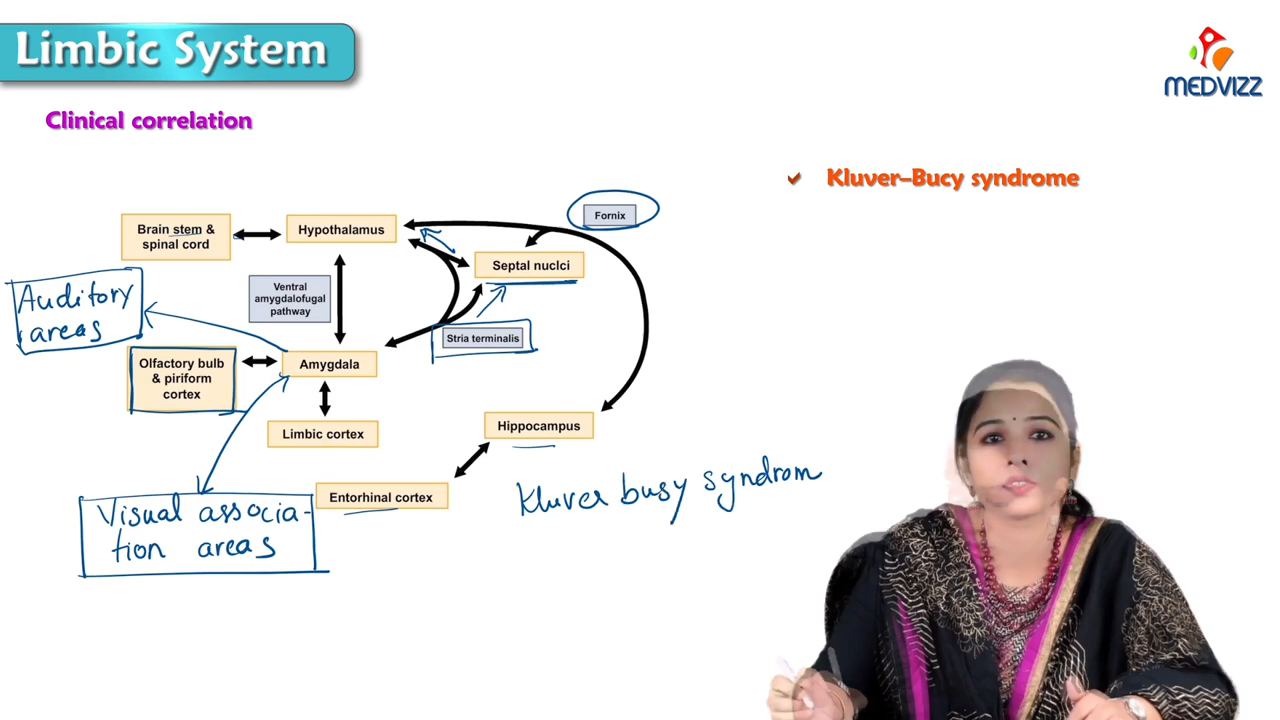 Limbic System
MEDVIZZ
Clinical correlation
Kluver-Bucy syndrome
Fornix
Brain stem &
spinal cord
Hypothalamus
Septal nuclci
Ventral
amygdalofugal
pathway
Auditory
areas
Stria terminalis
Olfactory bulb
& piriform
cortex
Amygdala
Limbic cortex
Hippocampus
Entorhinal cortex
Kluver busy syndrom
Visual associa-
tion areas